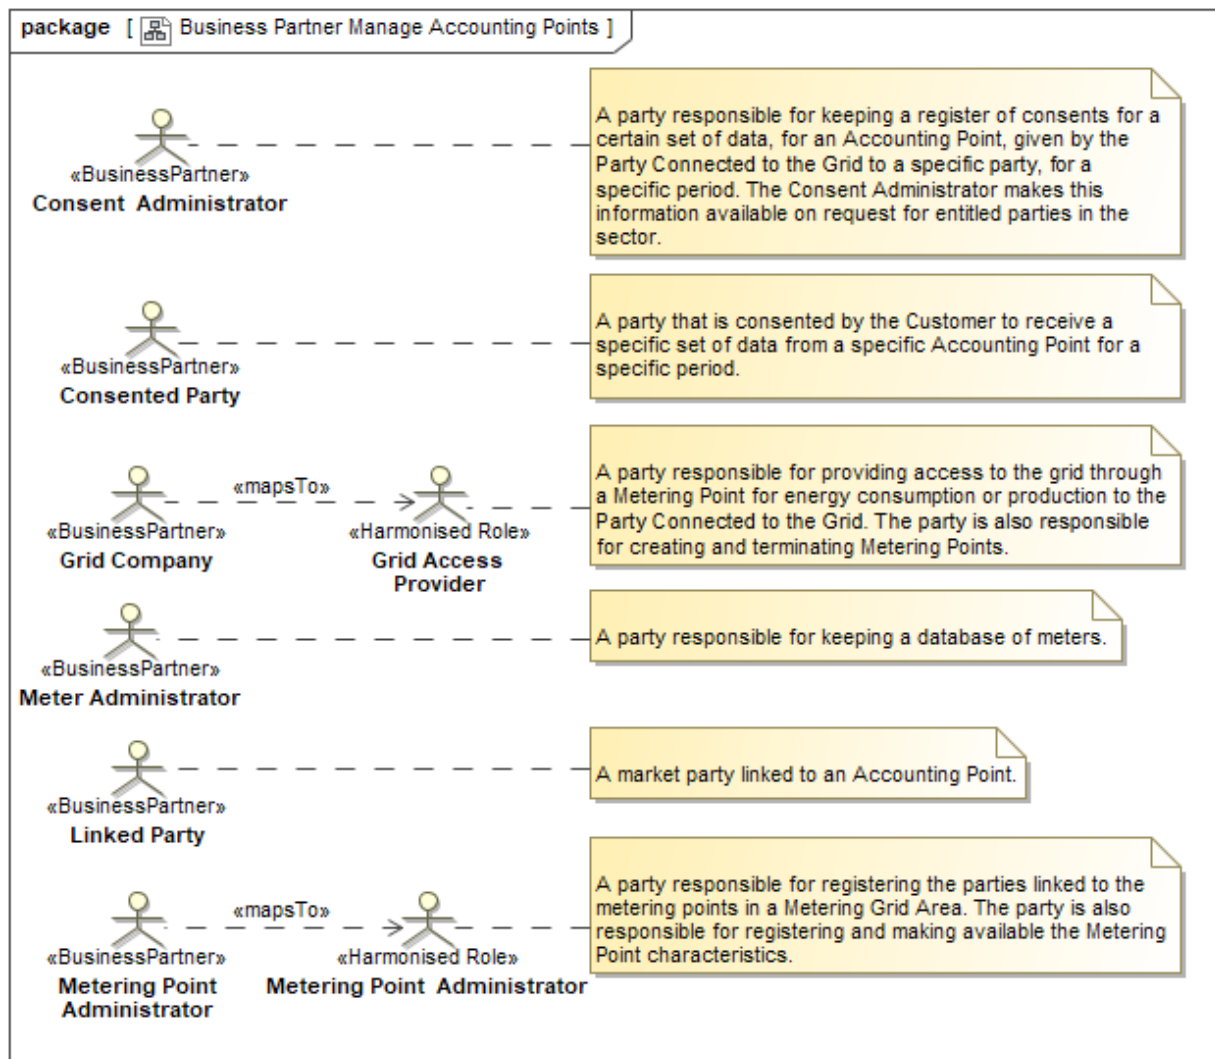 package [ Business Partner Manage Accounting Points ]
«BusinessPartner»
Consent Administrator
A party responsible for keeping a register of consents for a
certain set of data, for an Accounting Point, given by the
Party Connected to the Grid to a specific party, for a
specific period. The Consent Administrator makes this
information available on request for entitled parties in the
sector.
«BusinessPartner»
Consented Party
A party that is consented by the Customer to receive a
specific set of data from a specific Accounting Point for a
specific period.
«BusinessPartner»
Grid Company
«mapsTo»
«Harmonised Role»
Grid Access
Provider
A party responsible for providing access to the grid through
a Metering Point for energy consumption or production to the
Party Connected to the Grid. The party is also responsible
for creating and terminating Metering Points.
«BusinessPartner»
Meter Administrator
A party responsible for keeping a database of meters.
«BusinessPartner»
Linked Party
A market party linked to an Accounting Point.
«BusinessPartner»
Metering Point
Administrator
«mapsTo»
«Harmonised Role»
Metering Point Administrator
A party responsible for registering the parties linked to the
metering points in a Metering Grid Area. The party is also
responsible for registering and making available the Metering
Point characteristics.